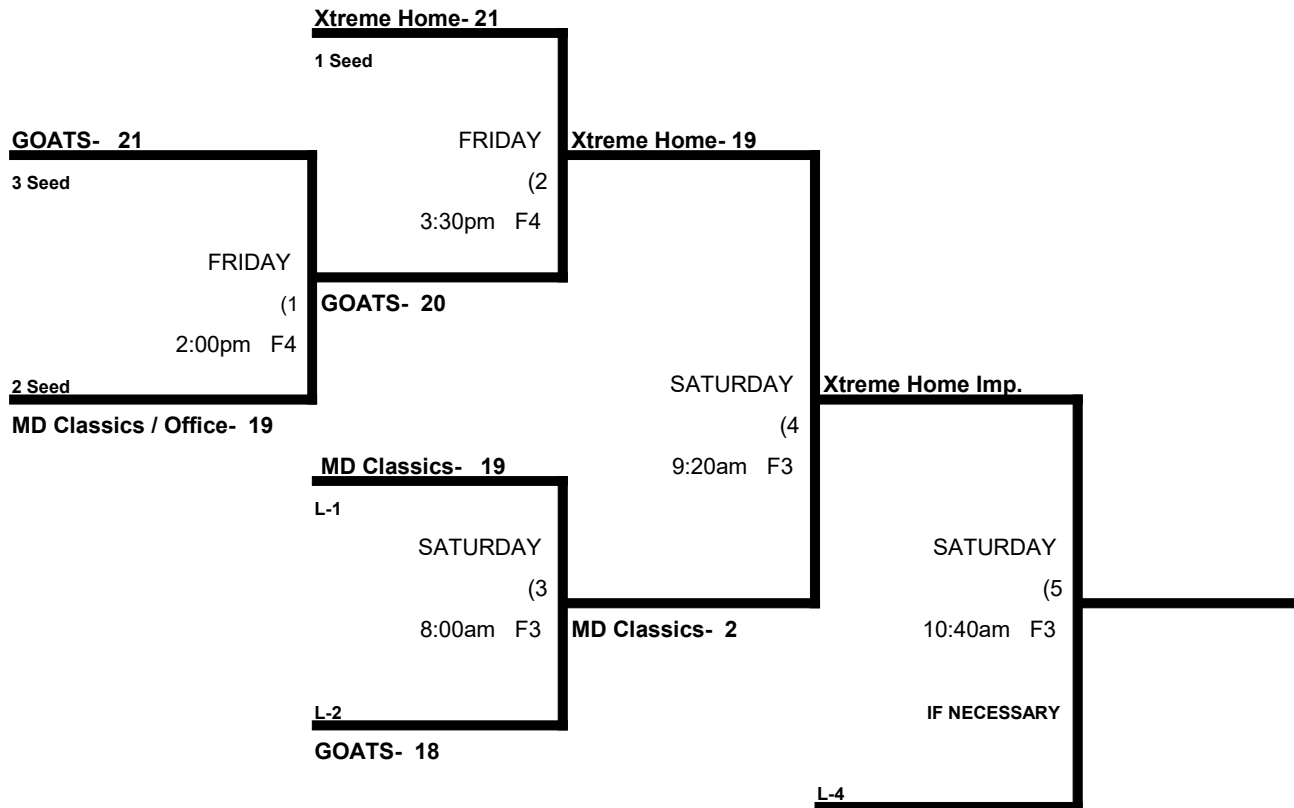 Xtreme Home- 21
1 Seed
GOATS- 21
FRIDAY
Xtreme Home- 19
3 Seed
(2
3:30pm F4
FRIDAY
(1
GOATS- 20
2:00pm F4
2 Seed
SATURDAY
Xtreme Home Imp.
MD Classics / Office- 19
(4
MD Classics- 19
9:20am F3
L-1
SATURDAY
SATURDAY
(3
(5
8:00am F3
MD Classics- 2
10:40am F3
L-2
IF NECESSARY
GOATS- 18
L-4